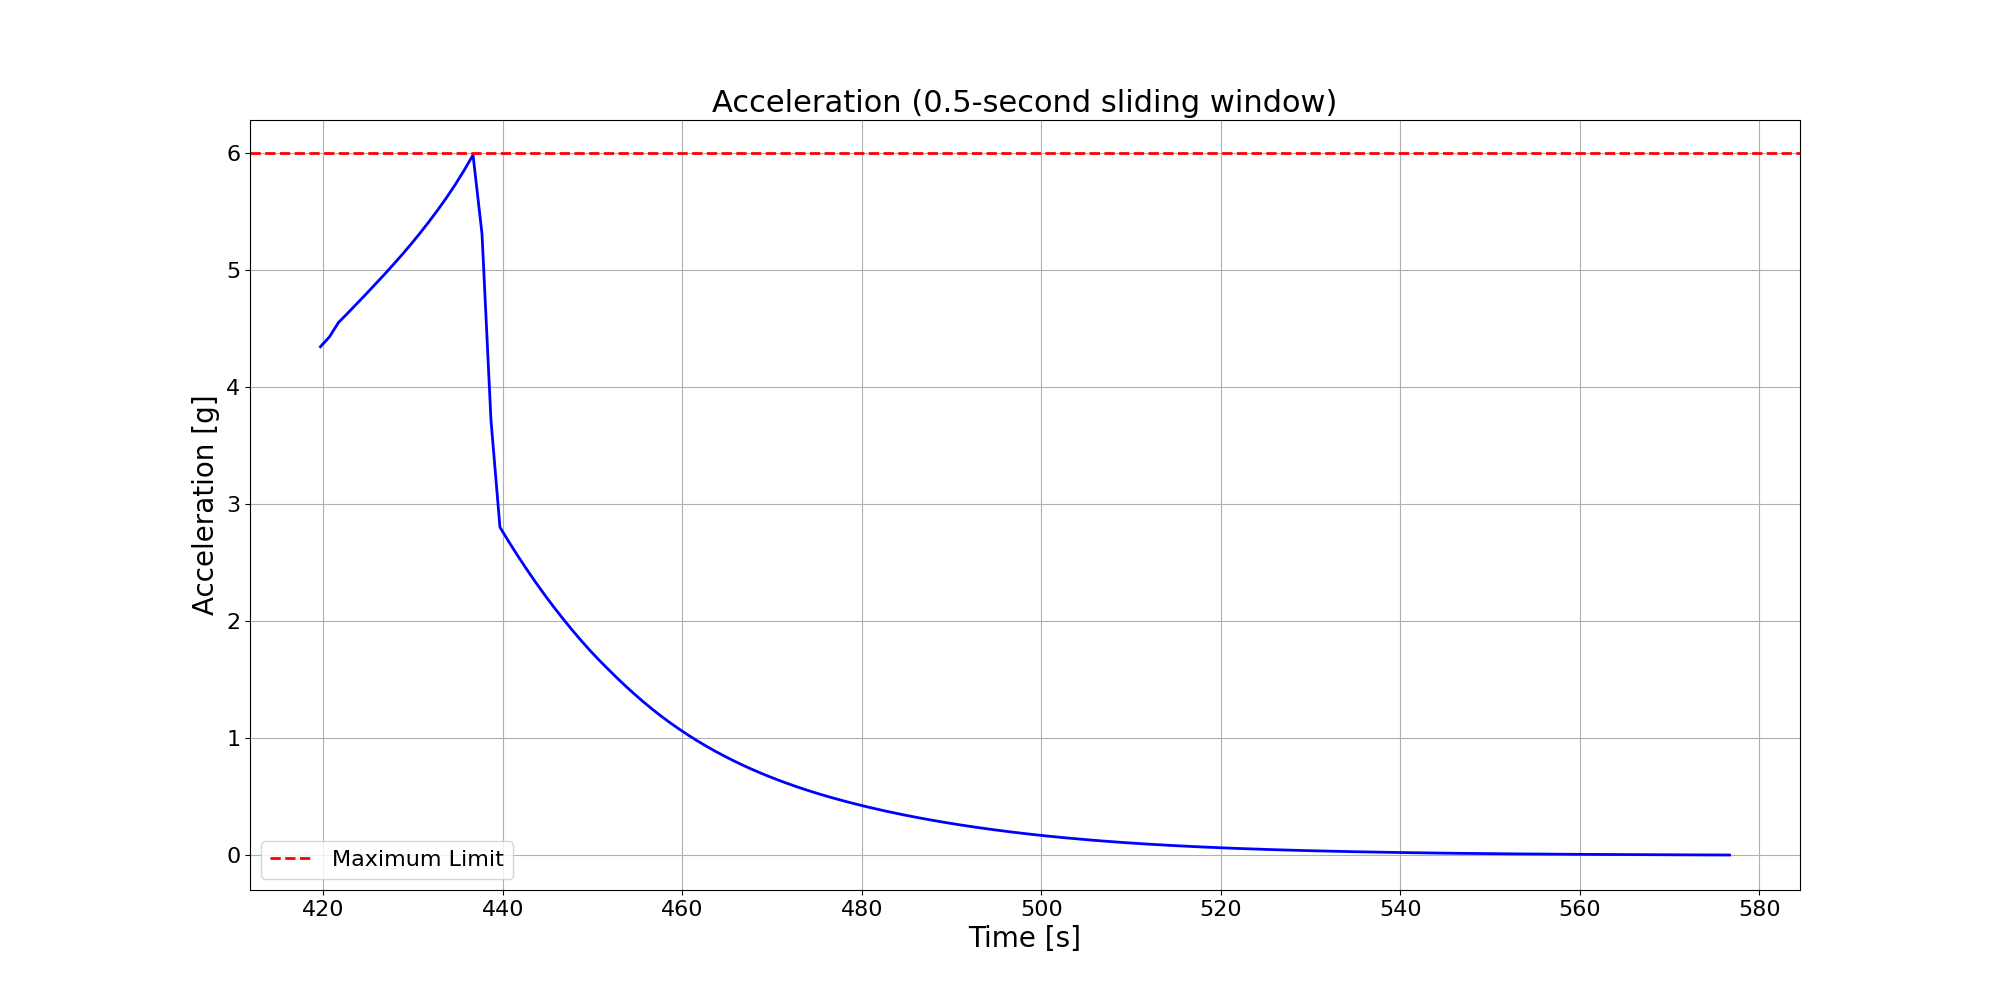 Acceleration (0.5-second sliding window)
Acceleration [g]
6
5
4
3
2
1
0
Maximum Limit
420 440 460 480 500 520 540 560 580
Time [s]